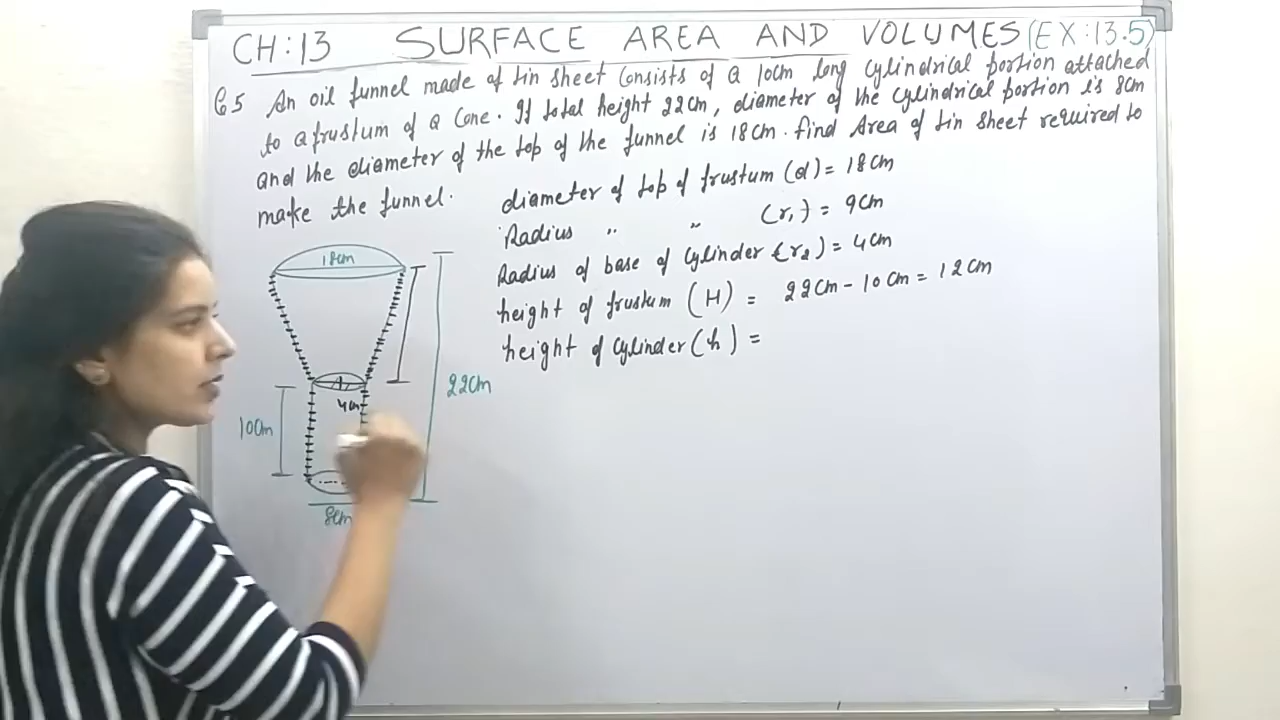 CH:13 SURFACE AREA AND VOLUMES (EX:13.5)
Q.5 An oil funnel made of tin sheet Consists of a 10cm long Cylindrical portion attached
to a frustum of a Cone. If total height 22cm, diameter of the Cylindrical portion is 8cm
and the diameter of the top of the funnel is 18cm. find Area of tin sheet required to
make the funnel.
diameter of top of frustum (d) = 18cm
Radius " " (r₁) = 9cm
Radius of base of Cylinder (r₂) = 4cm
height of frustum (H) = 22cm - 10cm = 12cm
height of Cylinder (h) =
18cm
22cm
4cm
10cm
8cm